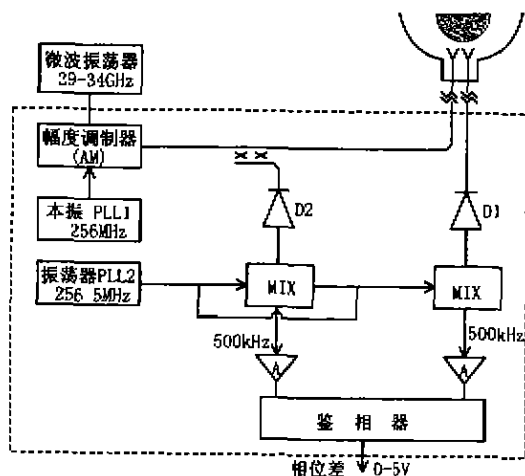 微波振荡器
29-34GHz
幅度调制器
(AM)
本振 PLL1
256MHz
振荡器PLL2
256 5MHz
D2
D1
MIX
MIX
500kHz
500kHz
A
A
鉴 相 器
相位差 0-5V